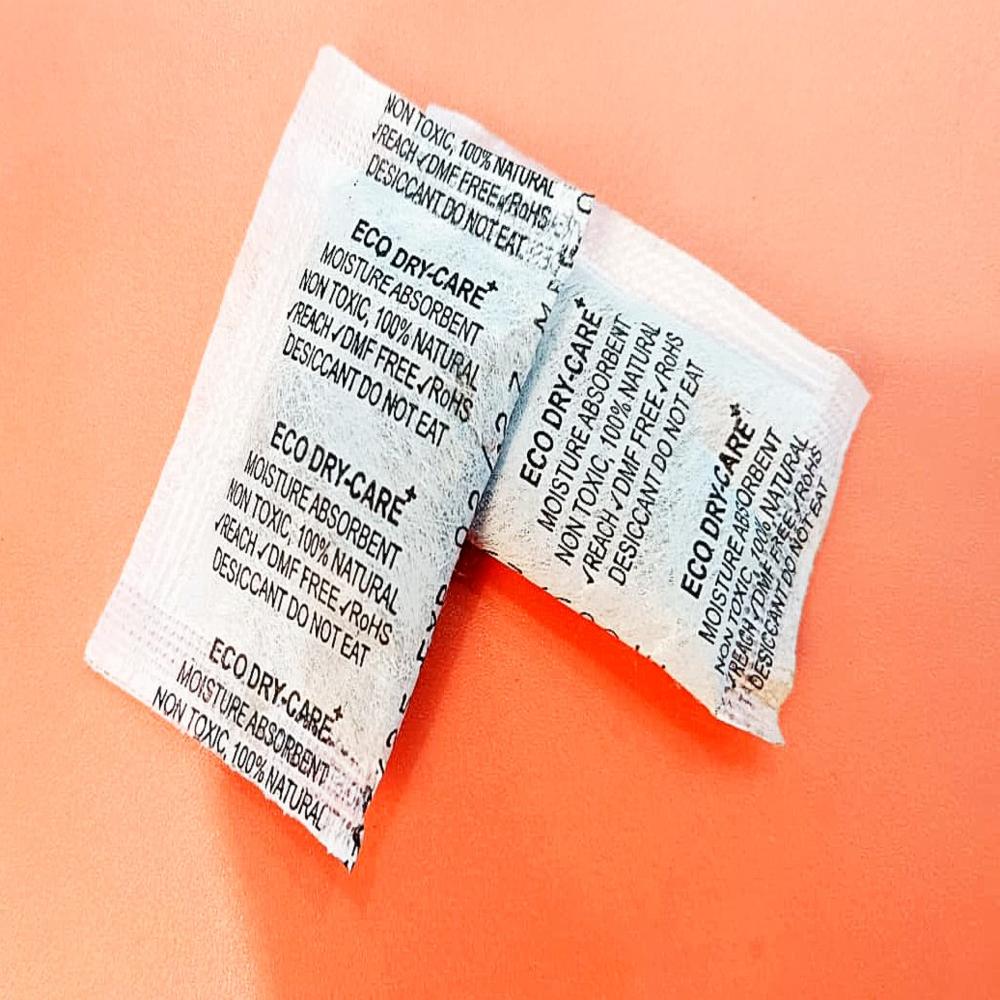 NON TOXIC, 100% NATURAL
√REACH √DMF FREE √RoHS
DESICCANT DO NOT EAT
ECO DRY-CARE+
MOISTURE ABSORBENT
NON TOXIC, 100% NATURAL
√REACH √DMF FREE √RoHS
DESICCANT DO NOT EAT
ECO DRY-CARE+
MOISTURE ABSORBENT
NON TOXIC, 100% NATURAL
√REACH √DMF FREE √RoHS
DESICCANT DO NOT EAT
ECO DRY-CARE+
MOISTURE ABSORBENT
NON TOXIC, 100% NATURAL
ECO DRY-CARE+
MOISTURE ABSORBENT
NON TOXIC, 100% NATURAL
√REACH √DMF FREE √RoHS
DESICCANT DO NOT EAT
ECO DRY-CARE+
MOISTURE ABSORBENT
NON TOXIC, 100% NATURAL
√REACH √DMF FREE √RoHS
DESICCANT DO NOT EAT